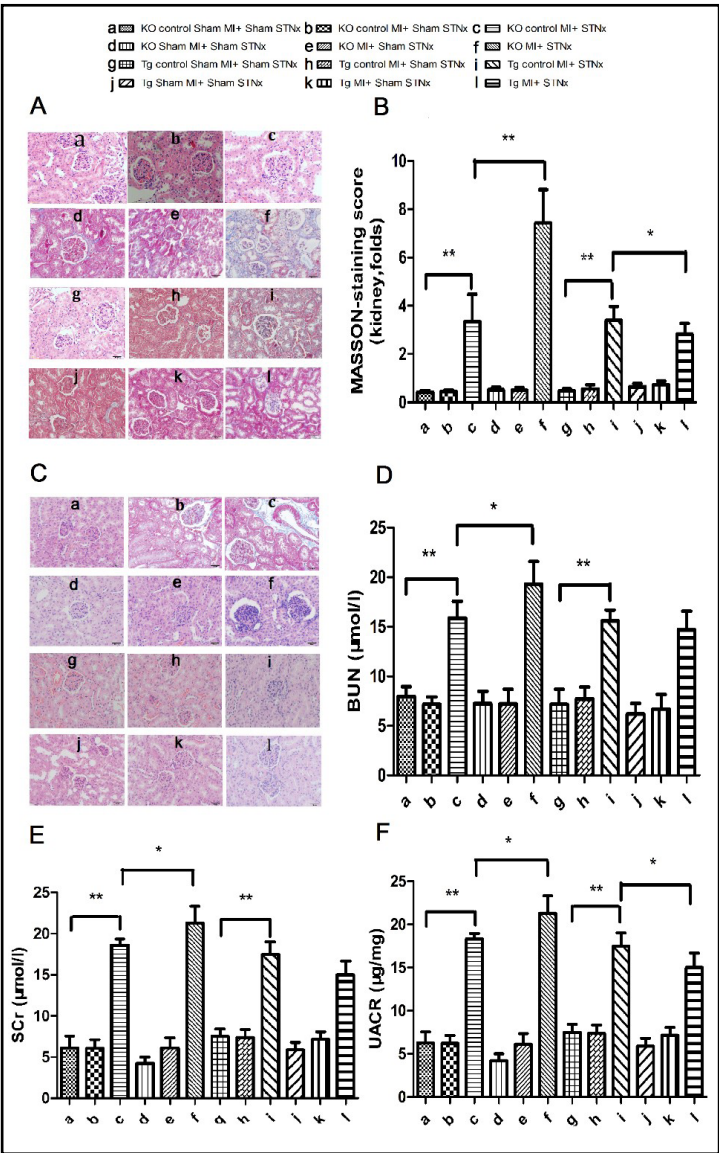 a KO control Sham MI+ Sham STNx b KO control MI+ Sham STNx c KO control MI+ STNx
d KO Sham MI+ Sham STNx e KO MI+ Sham STNx f KO MI+ STNx
g Tg control Sham MI+ Sham STNx h Tg control MI+ Sham STNx i Tg control MI+ STNx
j Tg Sham MI+ Sham STNx k Tg MI+ Sham STNx l Tg MI+ STNx
A
a b c
d e f
g h i
j k l
B
MASSON-staining score
(kidney,folds)
10
8
6
4
2
0
** ** ** *
a b c d e f g h i j k l
C
a b c
d e f
g h i
j k l
D
BUN (μmol/l)
25
20
15
10
5
0
** * **
a b c d e f g h i j k l
E
SCr (μmol/l)
25
20
15
10
5
0
** * **
a b c d e f g h i j k l
F
UACR (μg/mg)
25
20
15
10
5
0
** * ** *
a b c d e f g h i j k l